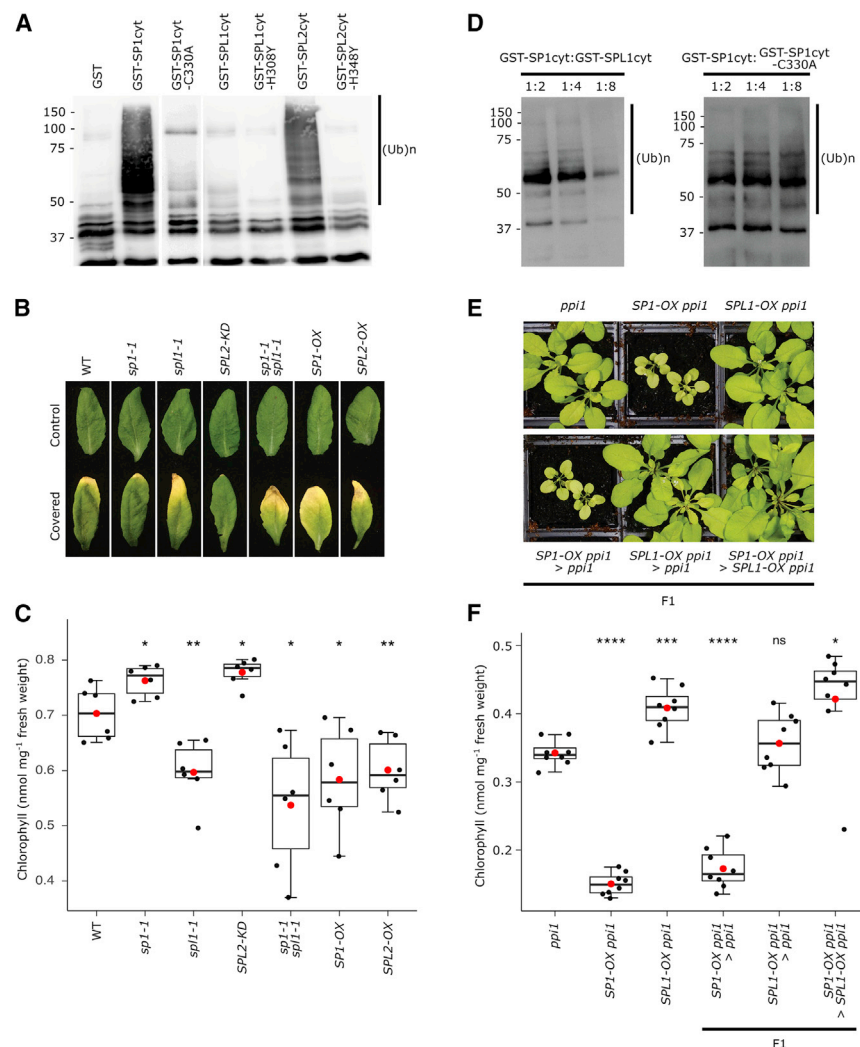 A
GST
GST-SP1cyt
GST-SP1cyt
-C330A
GST-SPL1cyt
GST-SPL1cyt
-H308Y
GST-SPL2cyt
GST-SPL2cyt
-H348Y
150
100
75
50
37
(Ub)n
B
WT
sp1-1
spl1-1
SPL2-KD
sp1-1
spl1-1
SP1-OX
SPL2-OX
Control
Covered
C
Chlorophyll (nmol mg-1 fresh weight)
0.8
0.7
0.6
0.5
0.4
* ** * * * **
WT
sp1-1
spl1-1
SPL2-KD
sp1-1
spl1-1
SP1-OX
SPL2-OX
D
GST-SP1cyt:GST-SPL1cyt
1:2 1:4 1:8
150
100
75
50
37
(Ub)n
GST-SP1cyt: GST-SP1cyt
-C330A
1:2 1:4 1:8
150
100
75
50
37
(Ub)n
E
ppi1 SP1-OX ppi1 SPL1-OX ppi1
SP1-OX ppi1 SPL1-OX ppi1 SP1-OX ppi1
> ppi1 > ppi1 > SPL1-OX ppi1
F1
F
Chlorophyll (nmol mg-1 fresh weight)
0.5
0.4
0.3
0.2
**** *** **** ns *
ppi1
SP1-OX ppi1
SPL1-OX ppi1
SP1-OX ppi1
> ppi1
SPL1-OX ppi1
> ppi1
SP1-OX ppi1
> SPL1-OX ppi1
F1